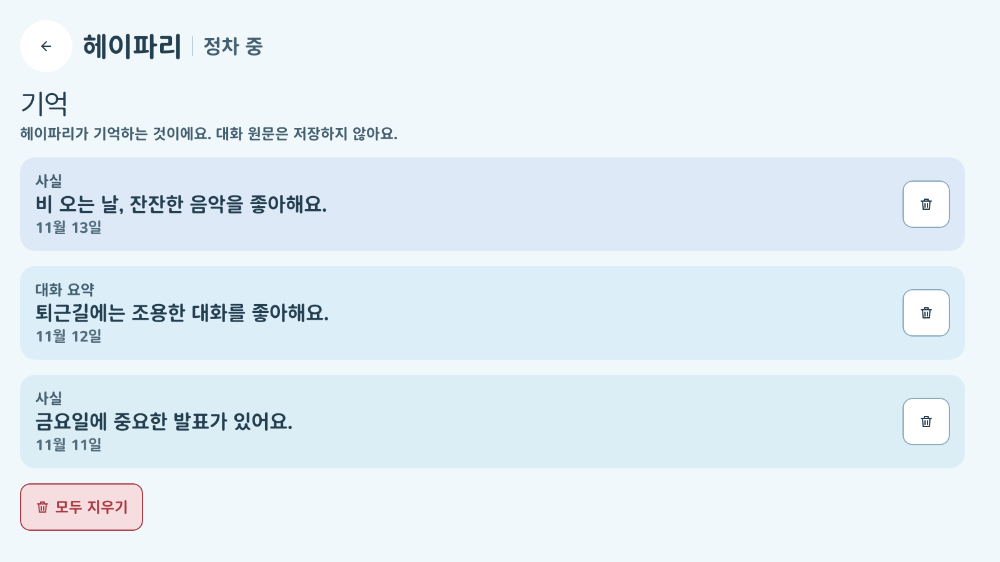 헤이파리 정차 중
기억
헤이파리가 기억하는 것이에요. 대화 원문은 저장하지 않아요.
사실
비 오는 날, 잔잔한 음악을 좋아해요.
11월 13일
대화 요약
퇴근길에는 조용한 대화를 좋아해요.
11월 12일
사실
금요일에 중요한 발표가 있어요.
11월 11일
모두 지우기